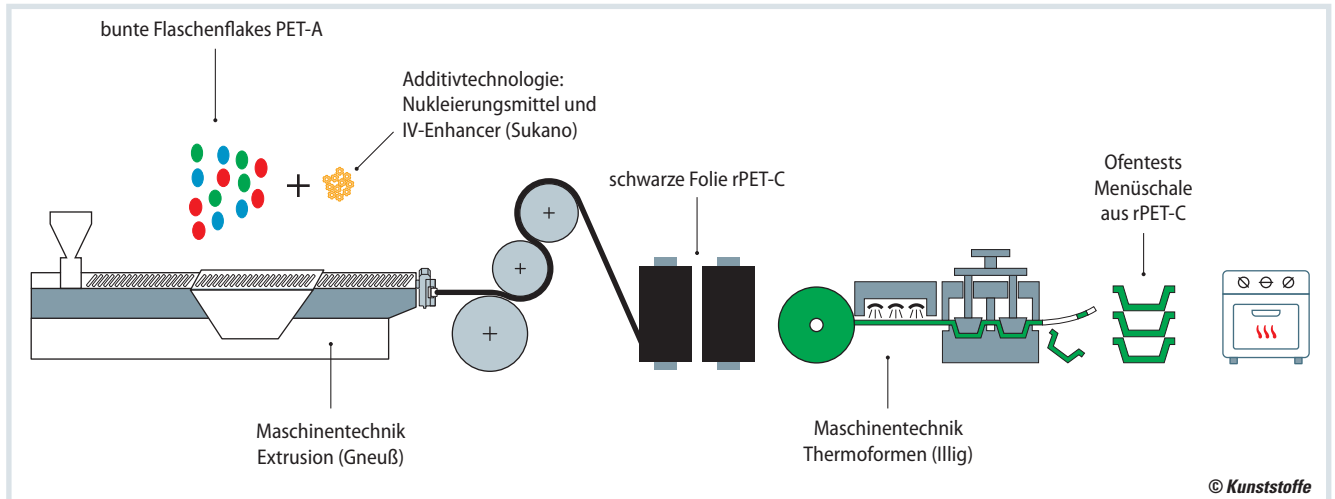 bunte Flaschenflakes PET-A
Additivtechnologie:
Nukleierungsmittel und
IV-Enhancer (Sukano)
schwarze Folie rPET-C
Ofentests
Menüschale
aus rPET-C
Maschinentechnik
Extrusion (Gneuß)
Maschinentechnik
Thermoformen (Illig)
© Kunststoffe